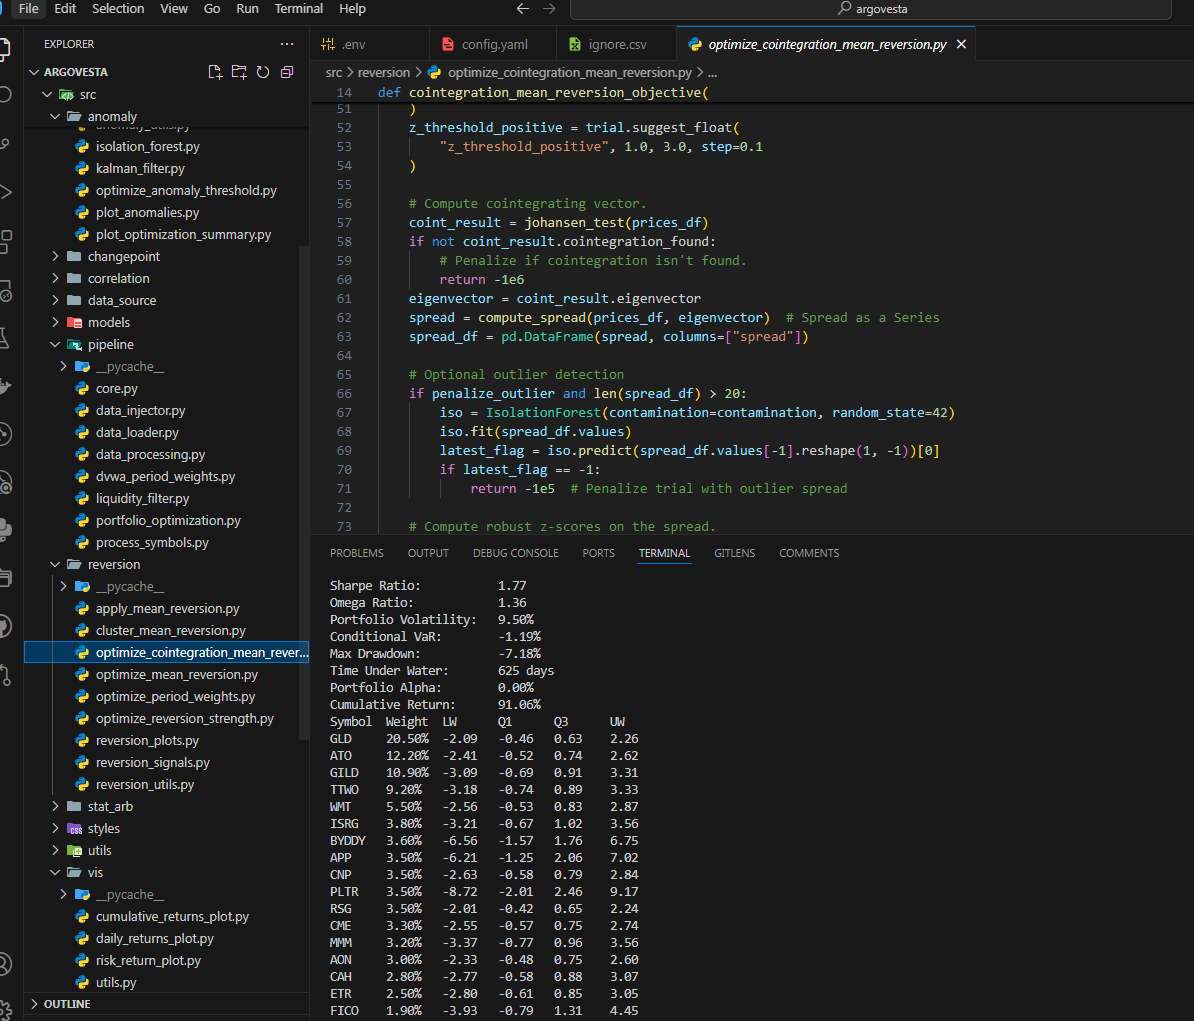 File Edit Selection View Go Run Terminal Help
argovesta
EXPLORER
ARGOVESTA
src
anomaly
anomaly_utils.py
isolation_forest.py
kalman_filter.py
optimize_anomaly_threshold.py
plot_anomalies.py
plot_optimization_summary.py
changepoint
correlation
data_source
models
pipeline
__pycache__
core.py
data_injector.py
data_loader.py
data_processing.py
dvwa_period_weights.py
liquidity_filter.py
portfolio_optimization.py
process_symbols.py
reversion
__pycache__
apply_mean_reversion.py
cluster_mean_reversion.py
optimize_cointegration_mean_rever...
optimize_mean_reversion.py
optimize_period_weights.py
optimize_reversion_strength.py
reversion_plots.py
reversion_signals.py
reversion_utils.py
stat_arb
styles
utils
vis
__pycache__
cumulative_returns_plot.py
daily_returns_plot.py
risk_return_plot.py
utils.py
OUTLINE
.env config.yaml ignore.csv optimize_cointegration_mean_reversion.py
src > reversion > optimize_cointegration_mean_reversion.py > ...
14 def cointegration_mean_reversion_objective(
51 )
52 z_threshold_positive = trial.suggest_float(
53 "z_threshold_positive", 1.0, 3.0, step=0.1
54 )
55
56 # Compute cointegrating vector.
57 coint_result = johansen_test(prices_df)
58 if not coint_result.cointegration_found:
59 # Penalize if cointegration isn't found.
60 return -1e6
61 eigenvector = coint_result.eigenvector
62 spread = compute_spread(prices_df, eigenvector)  # Spread as a Series
63 spread_df = pd.DataFrame(spread, columns=["spread"])
64
65 # Optional outlier detection
66 if penalize_outlier and len(spread_df) > 20:
67 iso = IsolationForest(contamination=contamination, random_state=42)
68 iso.fit(spread_df.values)
69 latest_flag = iso.predict(spread_df.values[-1].reshape(1, -1))[0]
70 if latest_flag == -1:
71 return -1e5  # Penalize trial with outlier spread
72
73 # Compute robust z-scores on the spread.
PROBLEMS OUTPUT DEBUG CONSOLE PORTS TERMINAL GITLENS COMMENTS
Sharpe Ratio: 1.77
Omega Ratio: 1.36
Portfolio Volatility: 9.50%
Conditional VaR: -1.19%
Max Drawdown: -7.18%
Time Under Water: 625 days
Portfolio Alpha: 0.00%
Cumulative Return: 91.06%
Symbol Weight LW Q1 Q3 UW
GLD 20.50% -2.09 -0.46 0.63 2.26
ATO 12.20% -2.41 -0.52 0.74 2.62
GILD 10.90% -3.09 -0.69 0.91 3.31
TTWO 9.20% -3.18 -0.74 0.89 3.33
WMT 5.50% -2.56 -0.53 0.83 2.87
ISRG 3.80% -3.21 -0.67 1.02 3.56
BYDDY 3.60% -6.56 -1.57 1.76 6.75
APP 3.50% -6.21 -1.25 2.06 7.02
CNP 3.50% -2.63 -0.58 0.79 2.84
PLTR 3.50% -8.72 -2.01 2.46 9.17
RSG 3.50% -2.01 -0.42 0.65 2.24
CME 3.30% -2.55 -0.57 0.75 2.74
MMM 3.20% -3.37 -0.77 0.96 3.56
AON 3.00% -2.33 -0.48 0.75 2.60
CAH 2.80% -2.77 -0.58 0.88 3.07
ETR 2.50% -2.80 -0.61 0.85 3.05
FICO 1.90% -3.93 -0.79 1.31 4.45